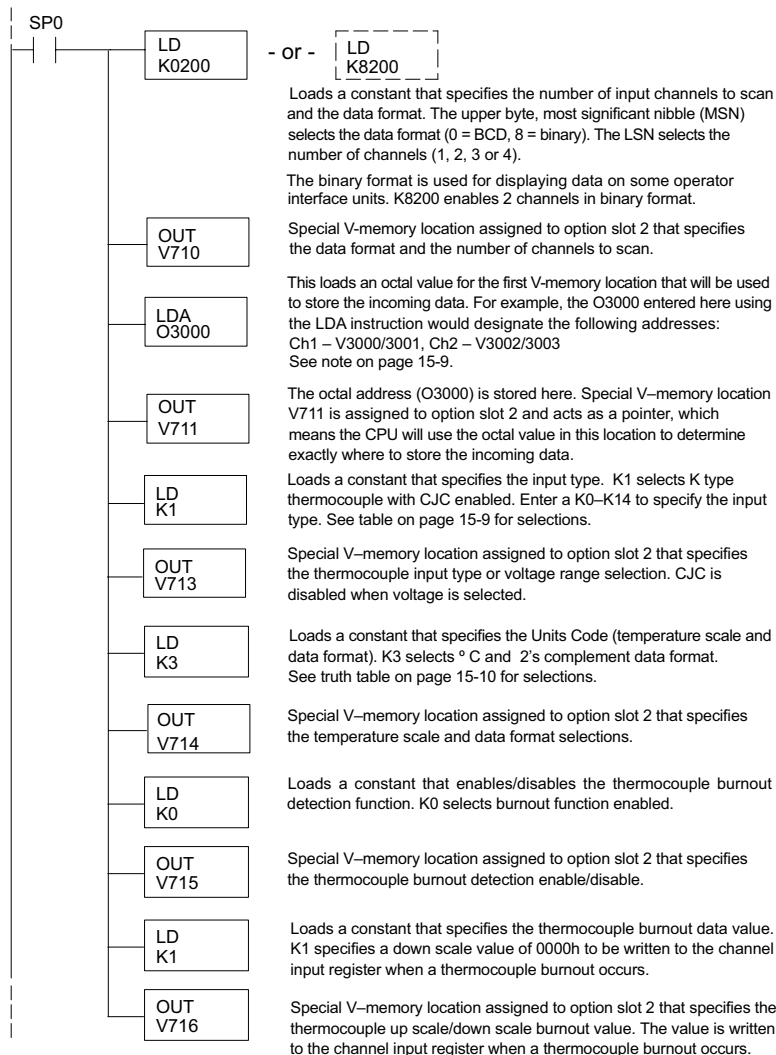 SP0
LD
K0200
- or -
LD
K8200
Loads a constant that specifies the number of input channels to scan
and the data format. The upper byte, most significant nibble (MSN)
selects the data format (0 = BCD, 8 = binary). The LSN selects the
number of channels (1, 2, 3 or 4).
The binary format is used for displaying data on some operator
interface units. K8200 enables 2 channels in binary format.
OUT
V710
Special V-memory location assigned to option slot 2 that specifies
the data format and the number of channels to scan.
LDA
O3000
This loads an octal value for the first V-memory location that will be used
to store the incoming data. For example, the O3000 entered here using
the LDA instruction would designate the following addresses:
Ch1 – V3000/3001, Ch2 – V3002/3003
See note on page 15-9.
OUT
V711
The octal address (O3000) is stored here. Special V–memory location
V711 is assigned to option slot 2 and acts as a pointer, which
means the CPU will use the octal value in this location to determine
exactly where to store the incoming data.
LD
K1
Loads a constant that specifies the input type. K1 selects K type
thermocouple with CJC enabled. Enter a K0–K14 to specify the input
type. See table on page 15-9 for selections.
OUT
V713
Special V–memory location assigned to option slot 2 that specifies
the thermocouple input type or voltage range selection. CJC is
disabled when voltage is selected.
LD
K3
Loads a constant that specifies the Units Code (temperature scale and
data format). K3 selects º C and 2's complement data format.
See truth table on page 15-10 for selections.
OUT
V714
Special V–memory location assigned to option slot 2 that specifies
the temperature scale and data format selections.
LD
K0
Loads a constant that enables/disables the thermocouple burnout
detection function. K0 selects burnout function enabled.
OUT
V715
Special V–memory location assigned to option slot 2 that specifies
the thermocouple burnout detection enable/disable.
LD
K1
Loads a constant that specifies the thermocouple burnout data value.
K1 specifies a down scale value of 0000h to be written to the channel
input register when a thermocouple burnout occurs.
OUT
V716
Special V–memory location assigned to option slot 2 that specifies the
thermocouple up scale/down scale burnout value. The value is written
to the channel input register when a thermocouple burnout occurs.